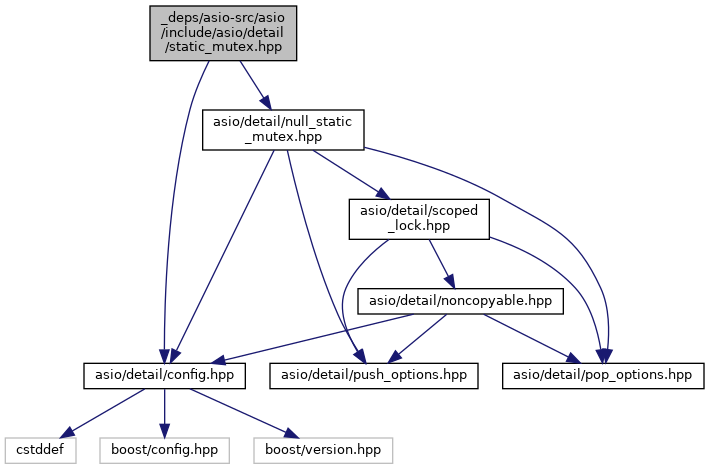 _deps/asio-src/asio
/include/asio/detail
/static_mutex.hpp
asio/detail/null_static
_mutex.hpp
asio/detail/scoped
_lock.hpp
asio/detail/noncopyable.hpp
asio/detail/config.hpp
asio/detail/push_options.hpp
asio/detail/pop_options.hpp
cstddef
boost/config.hpp
boost/version.hpp